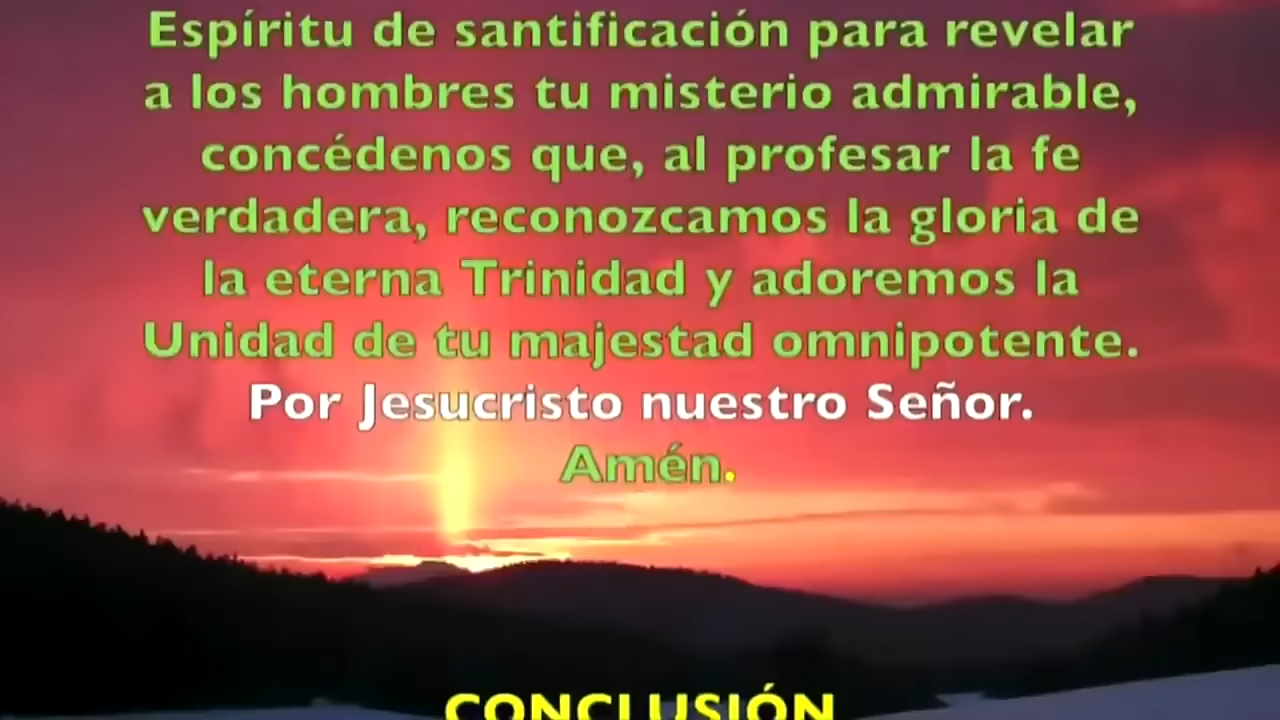 Espíritu de santificación para revelar
a los hombres tu misterio admirable,
concédenos que, al profesar la fe
verdadera, reconozcamos la gloria de
la eterna Trinidad y adoremos la
Unidad de tu majestad omnipotente.
Por Jesucristo nuestro Señor.
Amén.
CONCLUSIÓN